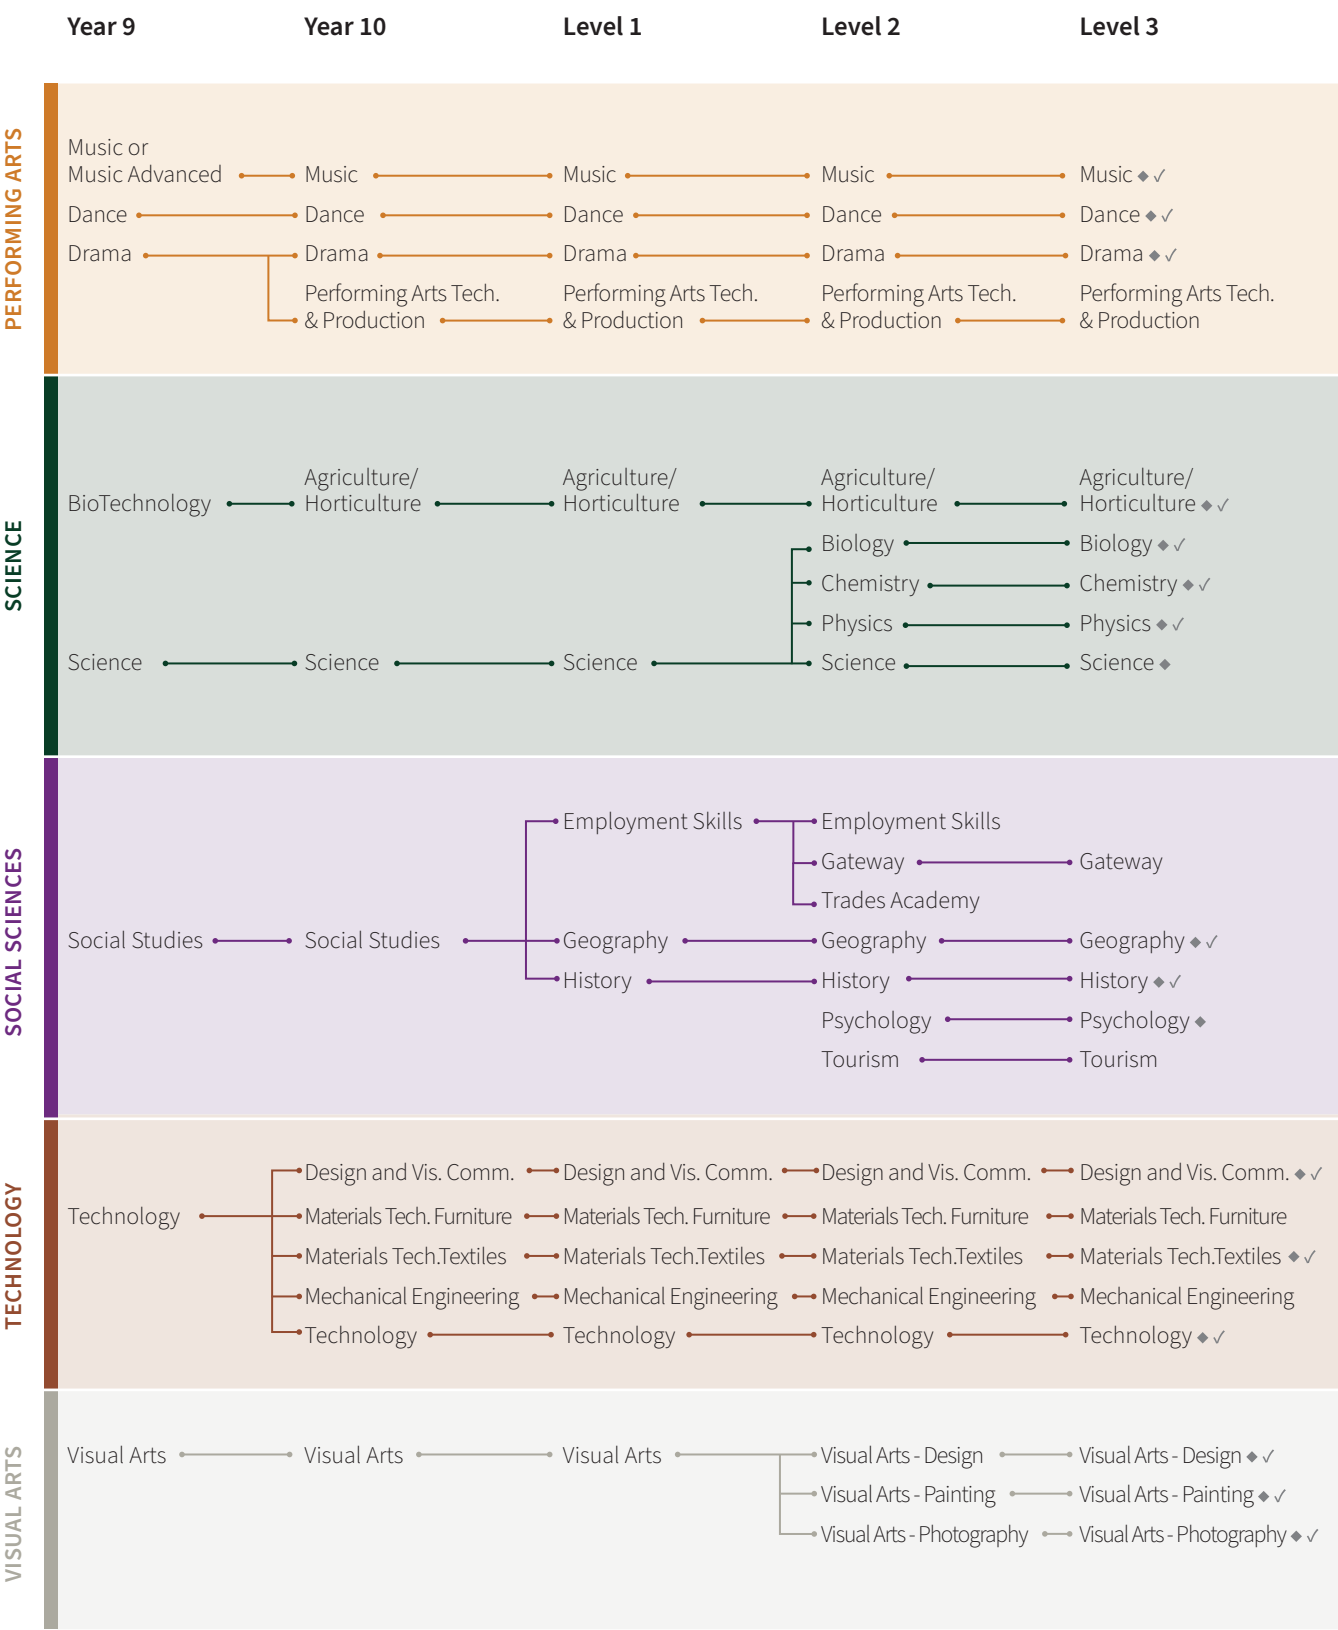 Year 9 Year 10 Level 1 Level 2 Level 3
PERFORMING ARTS
Music or
Music Advanced Music Music Music Music ◆ ✓
Dance Dance Dance Dance Dance ◆ ✓
Drama Drama Drama Drama Drama ◆ ✓
Performing Arts Tech. Performing Arts Tech. Performing Arts Tech. Performing Arts Tech.
& Production & Production & Production & Production
SCIENCE
Agriculture/ Agriculture/ Agriculture/ Agriculture/
BioTechnology Horticulture Horticulture Horticulture Horticulture ◆ ✓
Biology Biology ◆ ✓
Chemistry Chemistry ◆ ✓
Physics Physics ◆ ✓
Science Science Science Science Science ◆
SOCIAL SCIENCES
Employment Skills Employment Skills
Gateway Gateway
Trades Academy
Social Studies Social Studies Geography Geography Geography ◆ ✓
History History History ◆ ✓
Psychology Psychology ◆
Tourism Tourism
TECHNOLOGY
Design and Vis. Comm. Design and Vis. Comm. Design and Vis. Comm. Design and Vis. Comm. ◆ ✓
Technology Materials Tech. Furniture Materials Tech. Furniture Materials Tech. Furniture Materials Tech. Furniture
Materials Tech.Textiles Materials Tech.Textiles Materials Tech.Textiles Materials Tech.Textiles ◆ ✓
Mechanical Engineering Mechanical Engineering Mechanical Engineering Mechanical Engineering
Technology Technology Technology Technology ◆ ✓
VISUAL ARTS
Visual Arts Visual Arts Visual Arts Visual Arts - Design Visual Arts - Design ◆ ✓
Visual Arts - Painting Visual Arts - Painting ◆ ✓
Visual Arts - Photography Visual Arts - Photography ◆ ✓